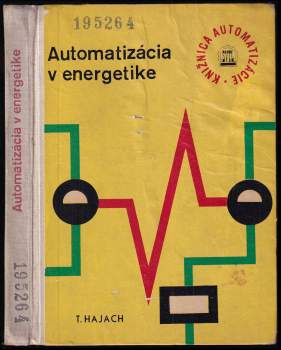 Automatizácia v energetike
195264
195264
Automatizácia
v energetike
KNIŽNICA AUTOMATIZÁCIE
T. HAJACH